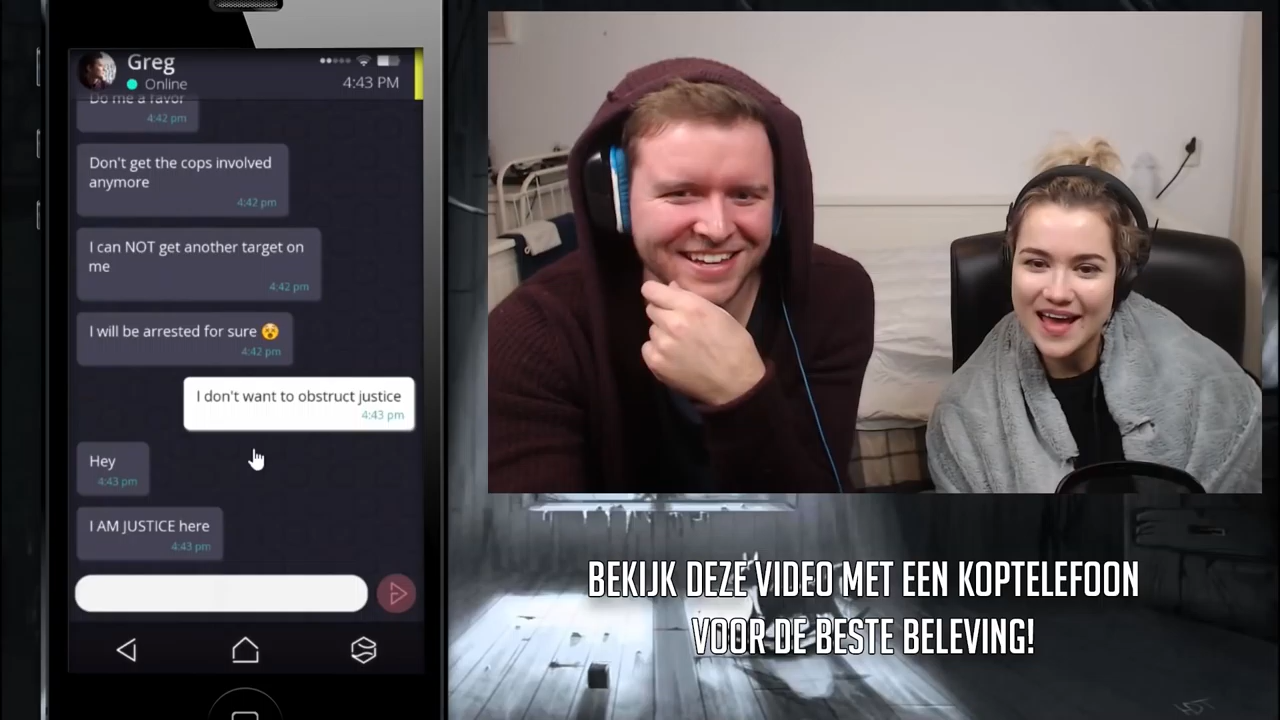 Greg
Online
4:43 PM
Do me a favor
4:42 pm
Don't get the cops involved
anymore
4:42 pm
I can NOT get another target on
me
4:42 pm
I will be arrested for sure 😵
4:42 pm
I don't want to obstruct justice
4:43 pm
Hey
4:43 pm
I AM JUSTICE here
4:43 pm
BEKIJK DEZE VIDEO MET EEN KOPTELEFOON
VOOR DE BESTE BELEVING!